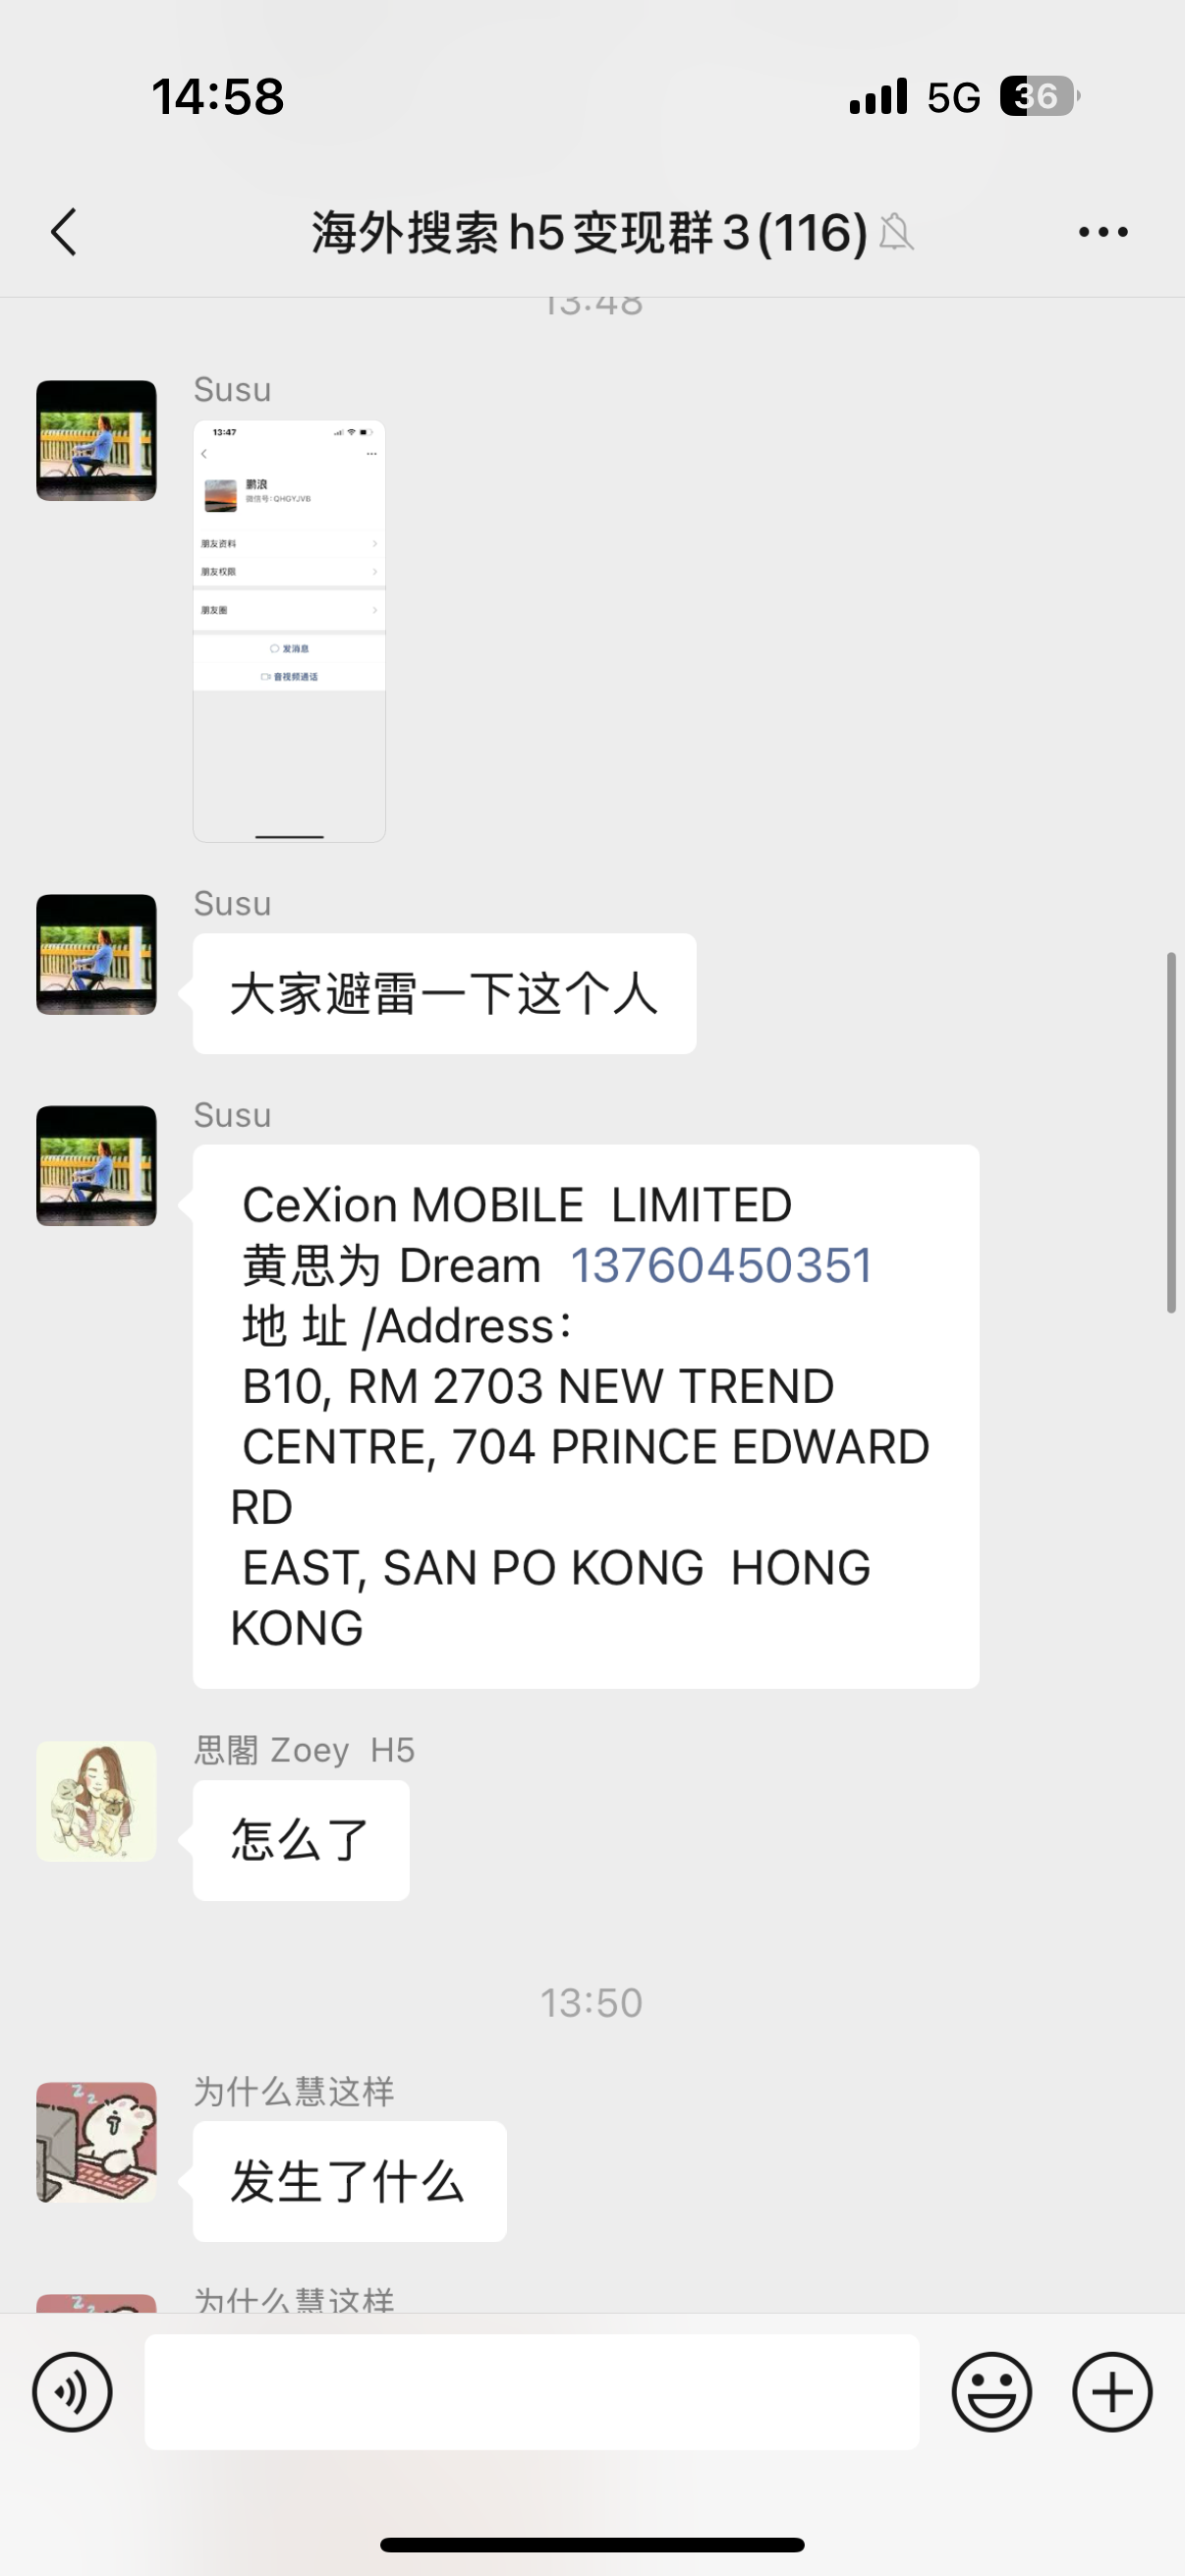 14:58
5G
36
海外搜索h5变现群3(116)
13:48
Susu
13:47
鹏浪
微信号：QHGYJVB
朋友资料
朋友权限
朋友圈
发消息
音视频通话
Susu
大家避雷一下这个人
Susu
CeXion MOBILE LIMITED
黄思为 Dream 13760450351
地 址 /Address：
B10, RM 2703 NEW TREND
CENTRE, 704 PRINCE EDWARD
RD
EAST, SAN PO KONG HONG
KONG
思閣 Zoey H5
怎么了
13:50
为什么慧这样
发生了什么
为什么慧这样